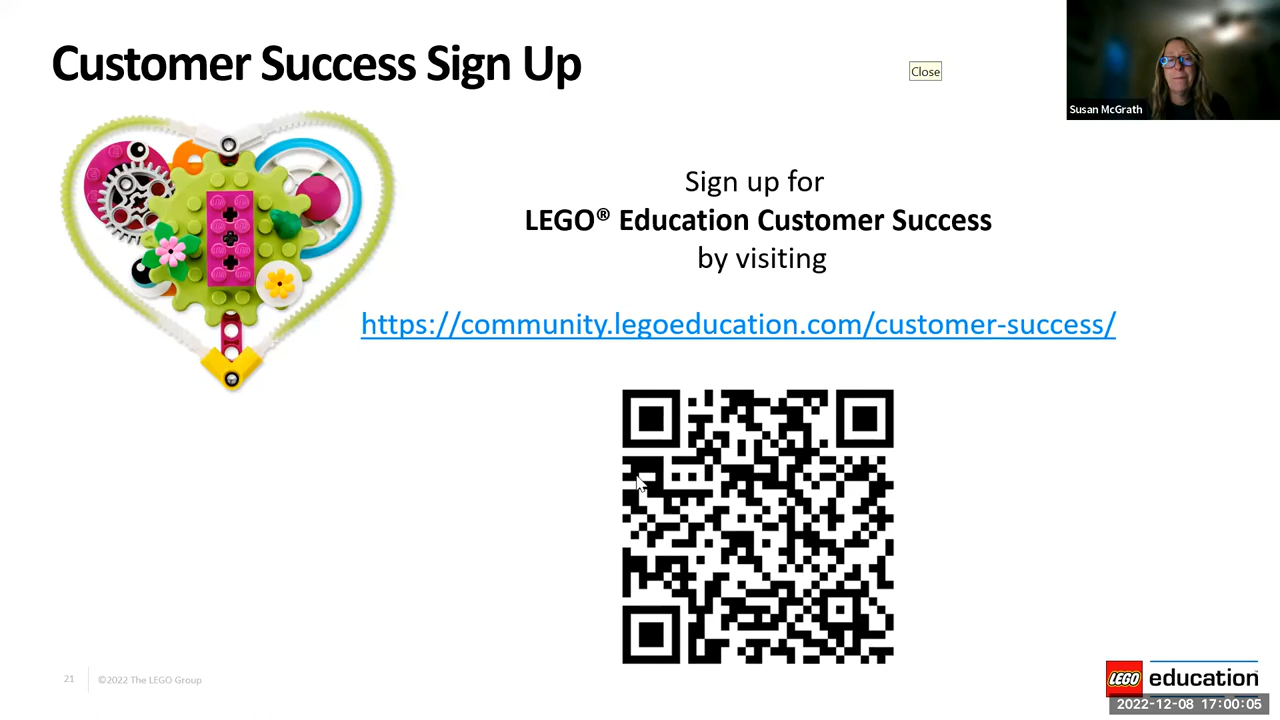 Customer Success Sign Up
Close
Susan McGrath
Sign up for
LEGO® Education Customer Success
by visiting
https://community.legoeducation.com/customer-success/
21
©2022 The LEGO Group
LEGO education
2022-12-08 17:00:05